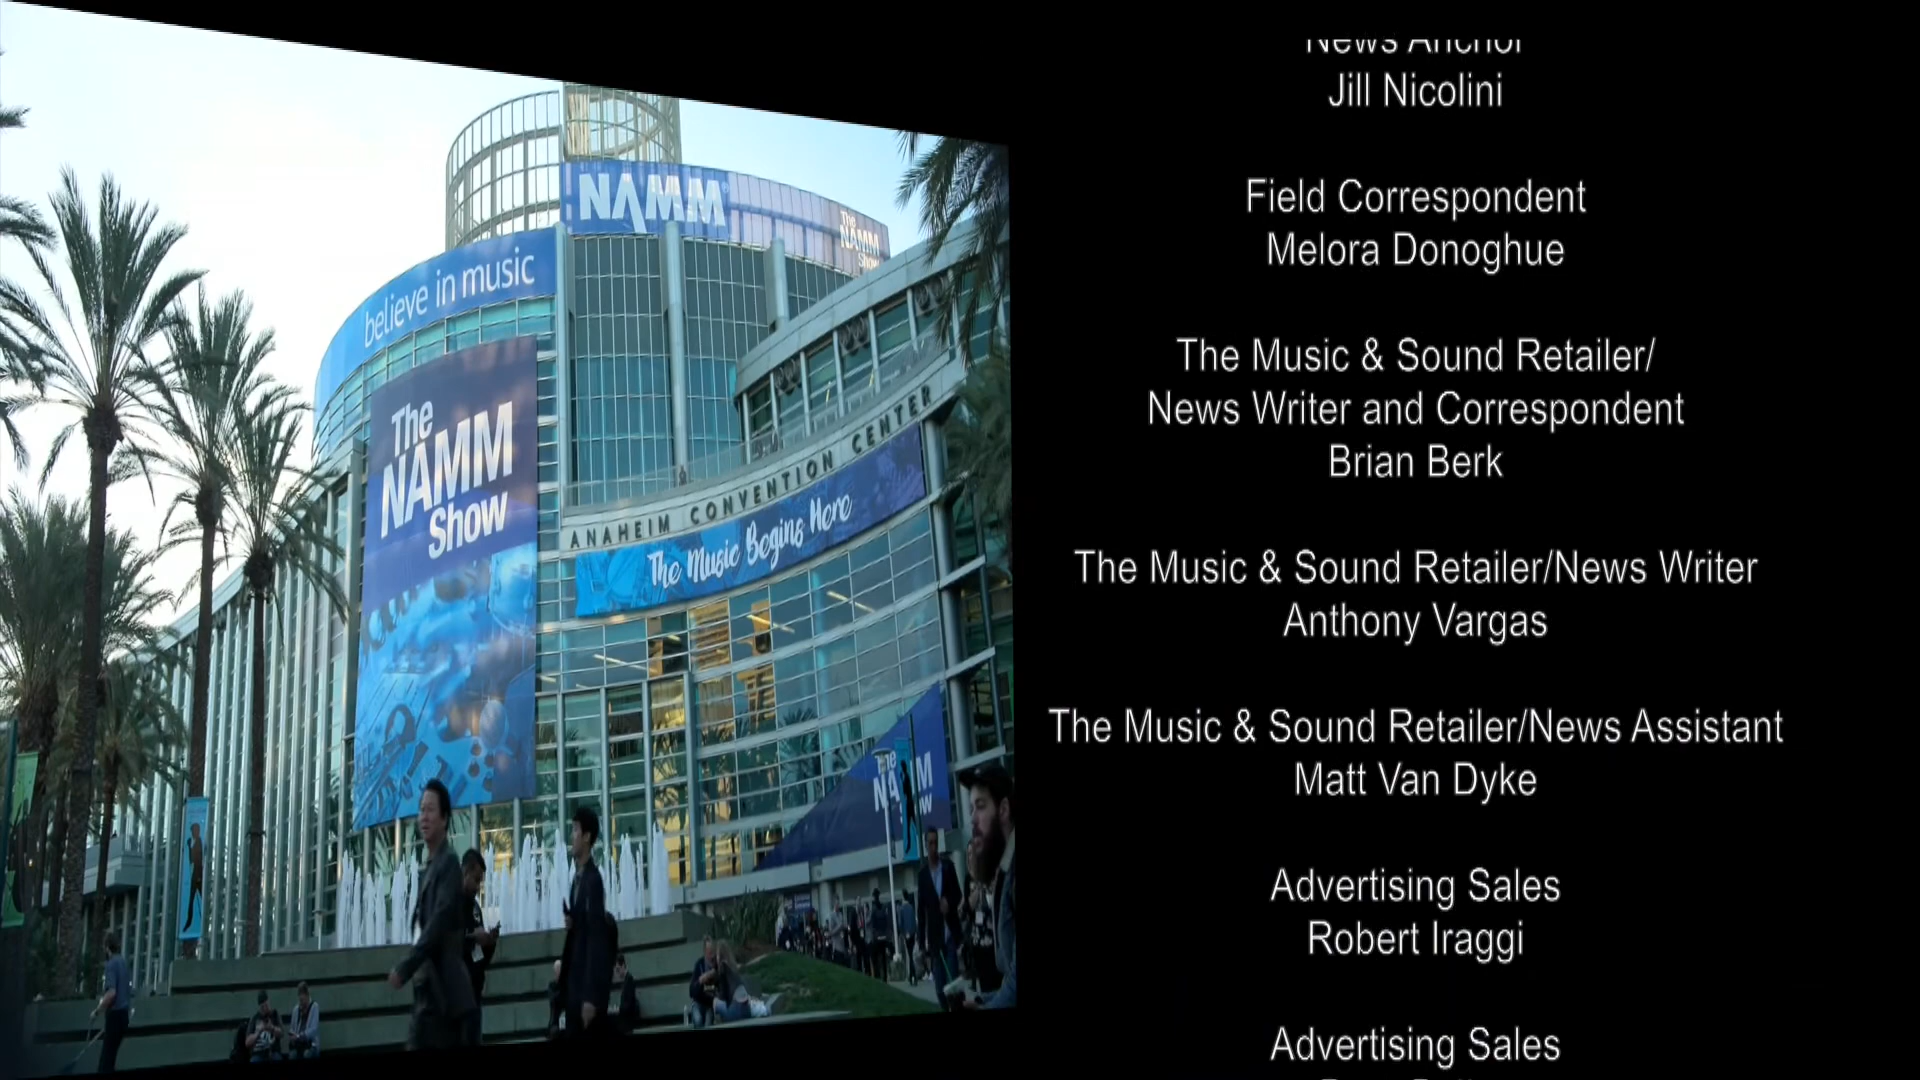 NAMM
The
NAMM
Show
believe in music
The
NAMM
Show
ANAHEIM CONVENTION CENTER
The Music Begins Here
The
NAMM
News Anchor
Jill Nicolini
Field Correspondent
Melora Donoghue
The Music & Sound Retailer/
News Writer and Correspondent
Brian Berk
The Music & Sound Retailer/News Writer
Anthony Vargas
The Music & Sound Retailer/News Assistant
Matt Van Dyke
Advertising Sales
Robert Iraggi
Advertising Sales